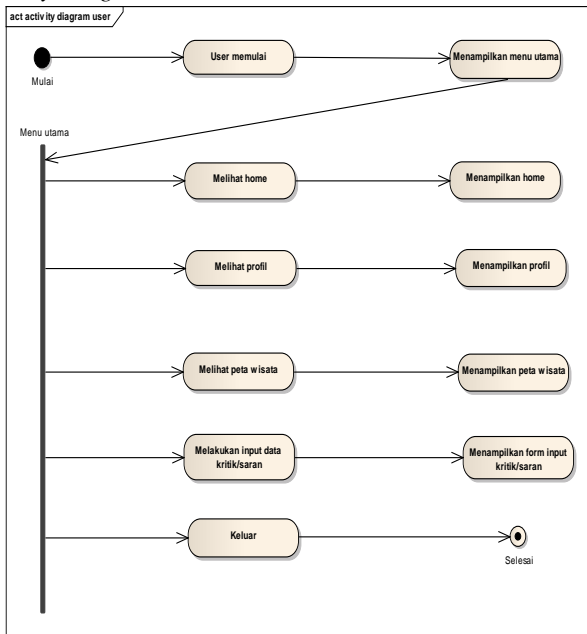 act activity diagram user
User memulai
Menampilkan menu utama
Mulai
Menu utama
Melihat home
Menampilkan home
Melihat profil
Menampilkan profil
Melihat peta wisata
Menampilkan peta wisata
Melakukan input data
kritik/saran
Menampilkan form input
kritik/saran
Keluar
Selesai